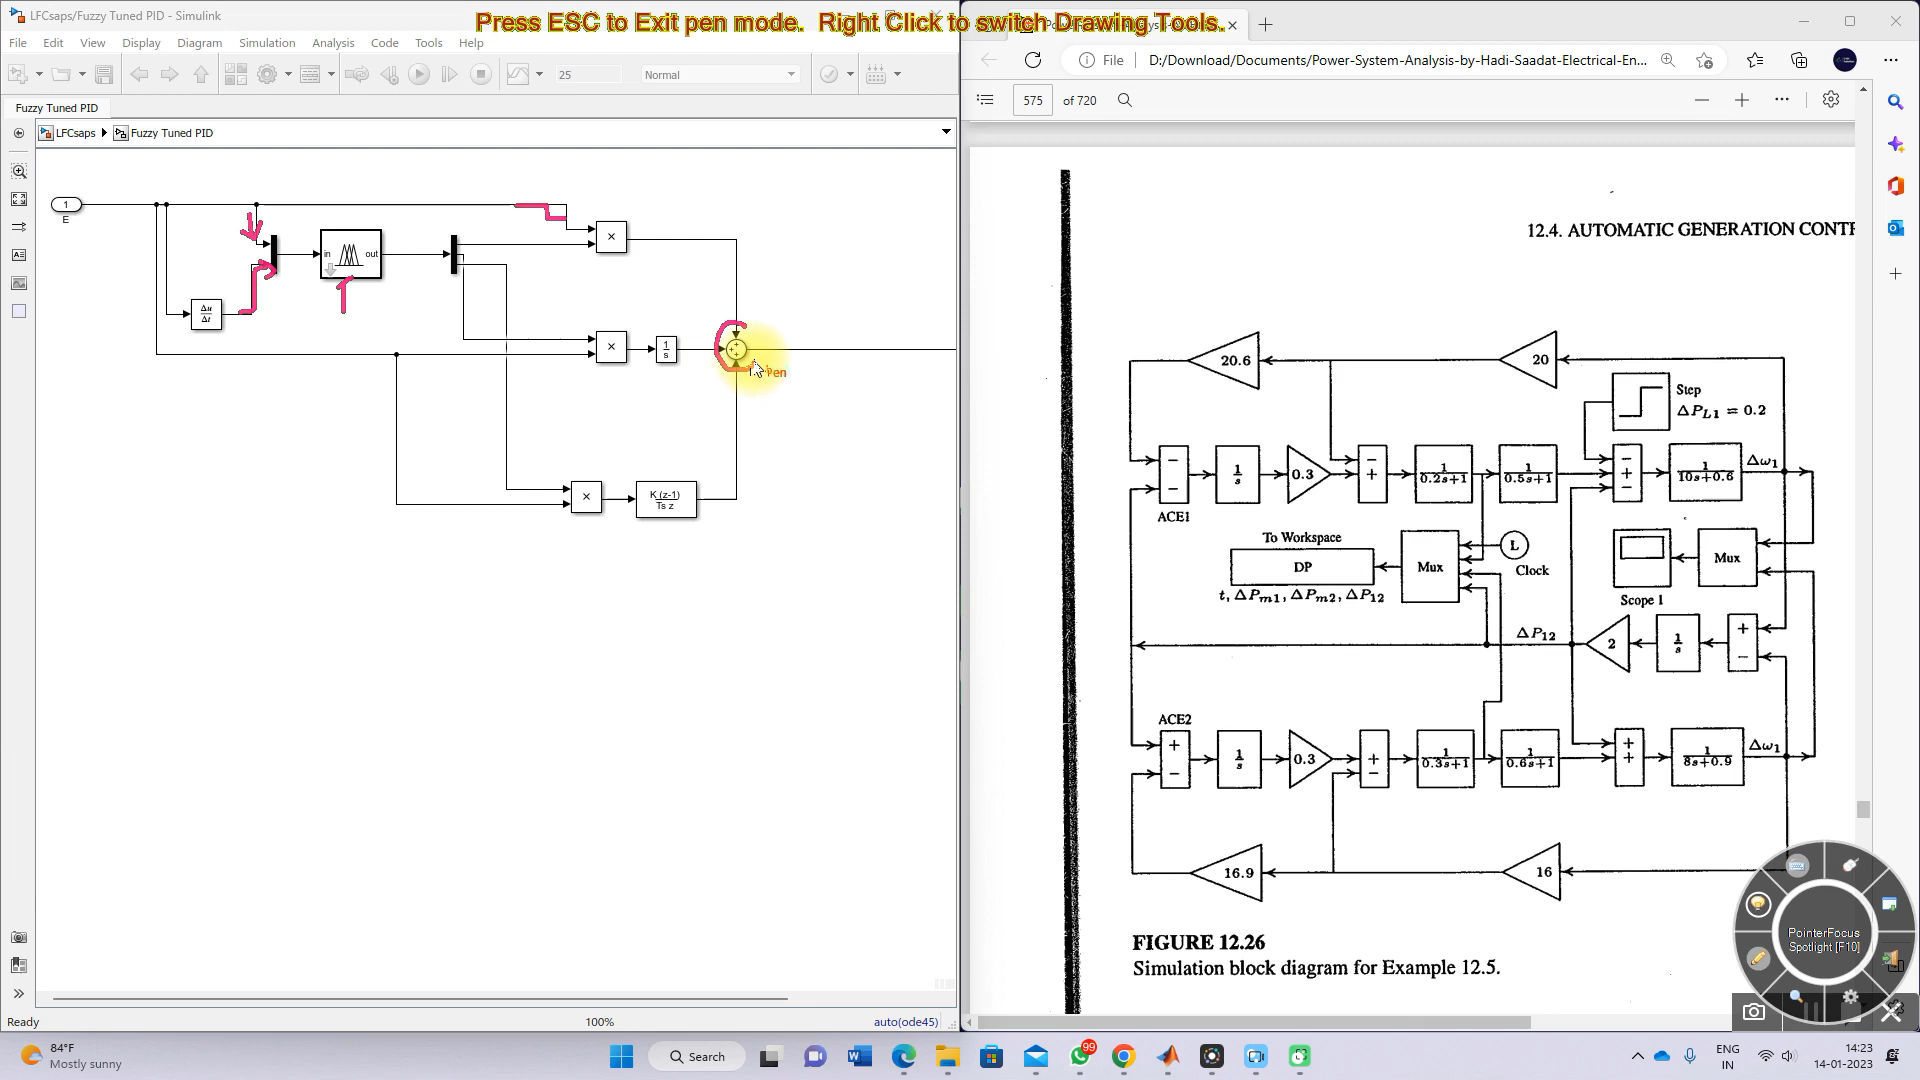 LFCsaps/Fuzzy Tuned PID - Simulink
Press ESC to Exit pen mode. Right Click to switch Drawing Tools.
File Edit View Display Diagram Simulation Analysis Code Tools Help
25
Normal
Fuzzy Tuned PID
LFCsaps
Fuzzy Tuned PID
1
E
Δu
Δt
in
out
×
×
1
s
+
+
+
Pen
×
K (z-1)
Ts z
Ready
100%
auto(ode45)
File
D:/Download/Documents/Power-System-Analysis-by-Hadi-Saadat-Electrical-En...
575
of 720
12.4. AUTOMATIC GENERATION CONTR
20.6
20
Step
ΔP_L1 = 0.2
−
−
ACE1
1/s
0.3
−
+
1/(0.2s+1)
1/(0.5s+1)
−
+
−
1/(10s+0.6)
Δω1
To Workspace
DP
t, ΔPm1, ΔPm2, ΔP12
Mux
L
Clock
Mux
Scope 1
ΔP12
2
1/s
+
−
ACE2
+
−
1/s
0.3
+
−
1/(0.3s+1)
1/(0.6s+1)
+
+
1/(8s+0.9)
Δω1
16.9
16
FIGURE 12.26
Simulation block diagram for Example 12.5.
PointerFocus
Spotlight [F10]
84°F
Mostly sunny
Search
99
ENG
IN
14:23
14-01-2023